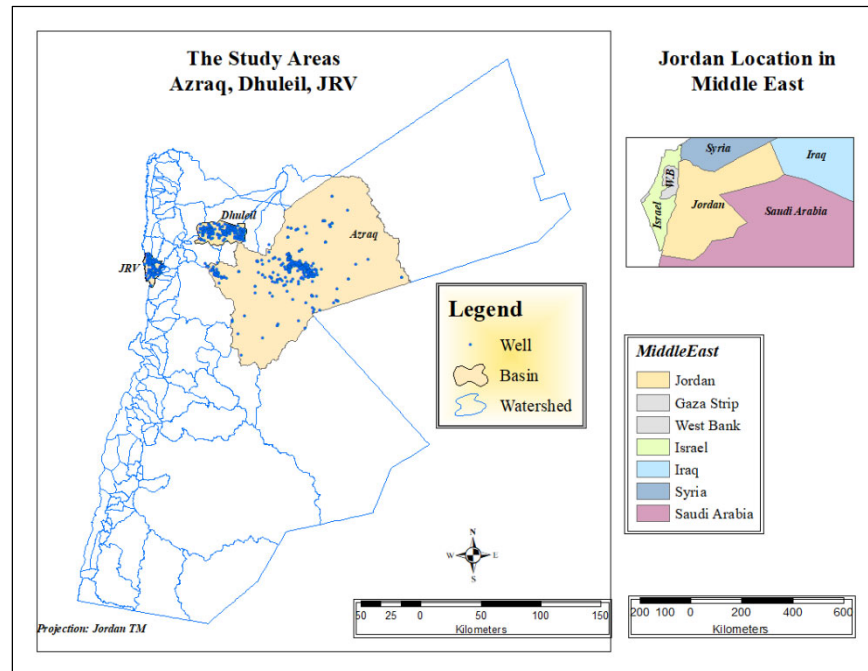 The Study Areas
Azraq, Dhuleil, JRV
Dhuleil
Azraq
JRV
Legend
Well
Basin
Watershed
N
W E
S
50 25 0 50 100 150
Kilometers
Projection: Jordan TM
Jordan Location in
Middle East
Syria
Iraq
W.B
Israel
Jordan
Saudi Arabia
MiddleEast
Jordan
Gaza Strip
West Bank
Israel
Iraq
Syria
Saudi Arabia
200 100 0 200 400 600
Kilometers